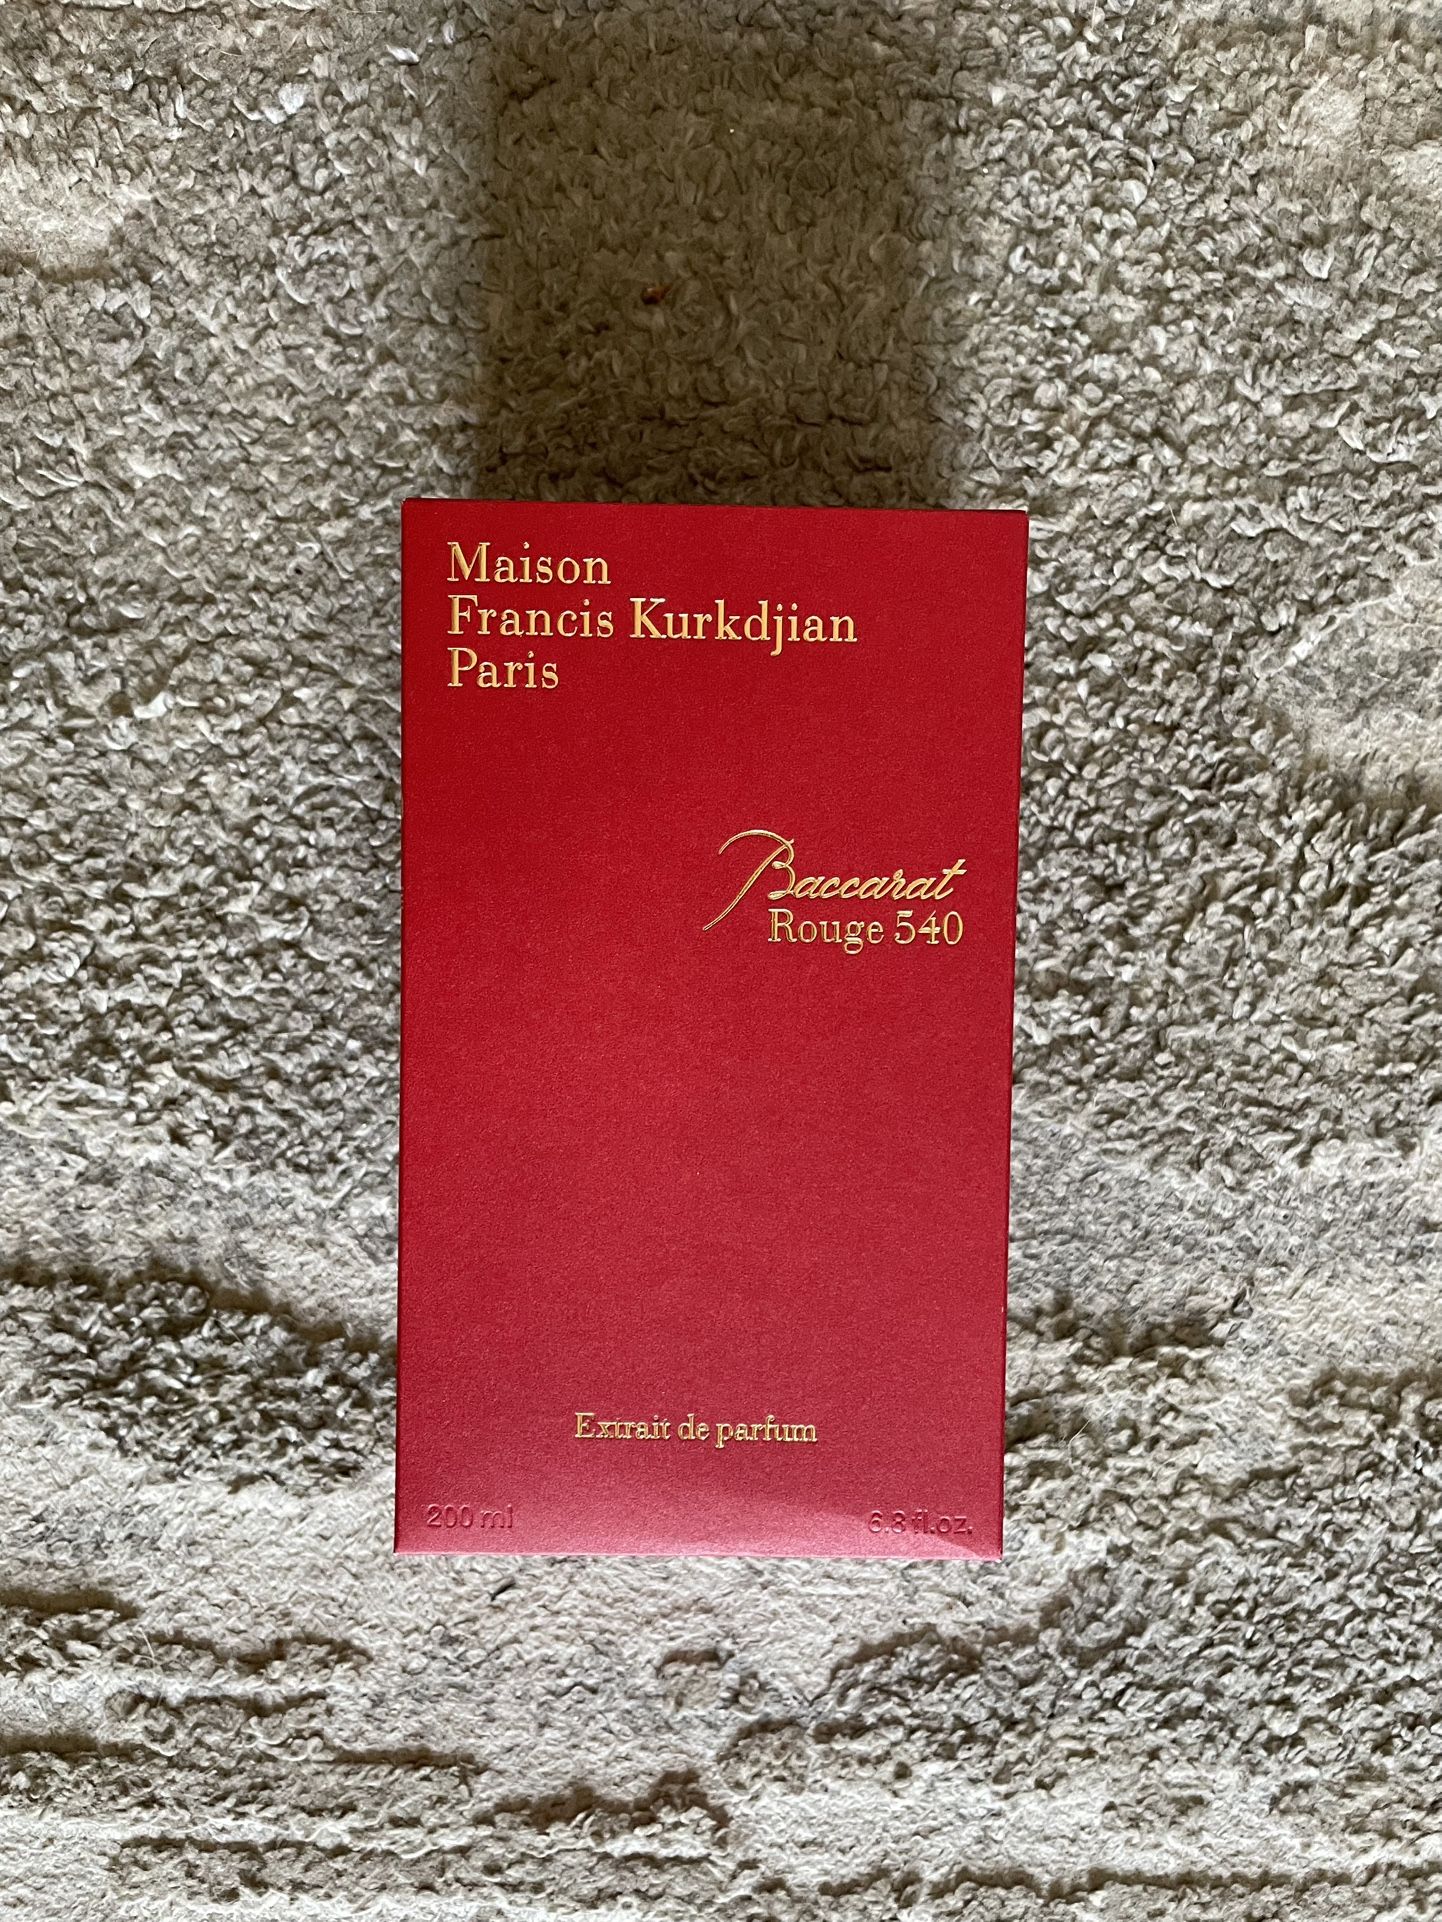 Maison
Francis Kurkdjian
Paris
Baccarat
Rouge 540
Extrait de parfum
200 ml 6.8 fl.oz.